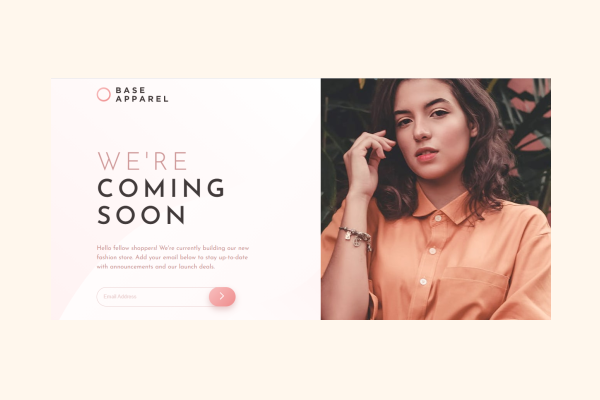 BASE
APPAREL
WE'RE
COMING
SOON
Hello fellow shoppers! We're currently building our new
fashion store. Add your email below to stay up-to-date
with announcements and our launch deals.
Email Address